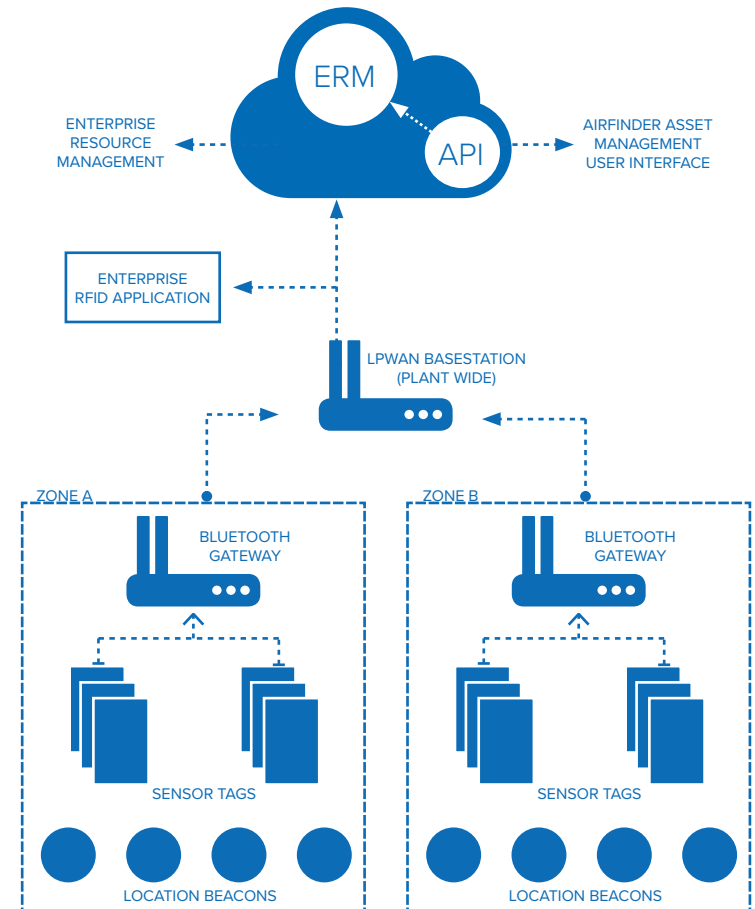 ERM
API
ENTERPRISE
RESOURCE
MANAGEMENT
AIRFINDER ASSET
MANAGEMENT
USER INTERFACE
ENTERPRISE
RFID APPLICATION
LPWAN BASESTATION
(PLANT WIDE)
ZONE A
BLUETOOTH
GATEWAY
SENSOR TAGS
LOCATION BEACONS
ZONE B
BLUETOOTH
GATEWAY
SENSOR TAGS
LOCATION BEACONS